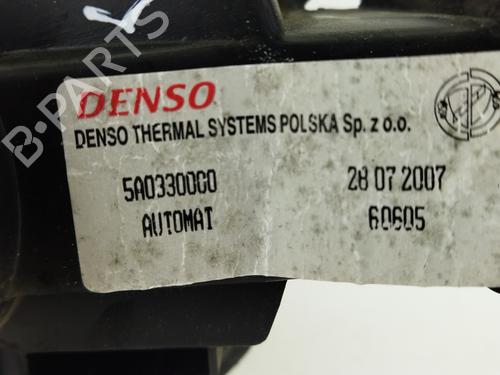 B-PARTS
DENSO
DENSO THERMAL SYSTEMS POLSKA Sp. z o.o.
5A0330000 28 07 2007
AUTOMAT 60605